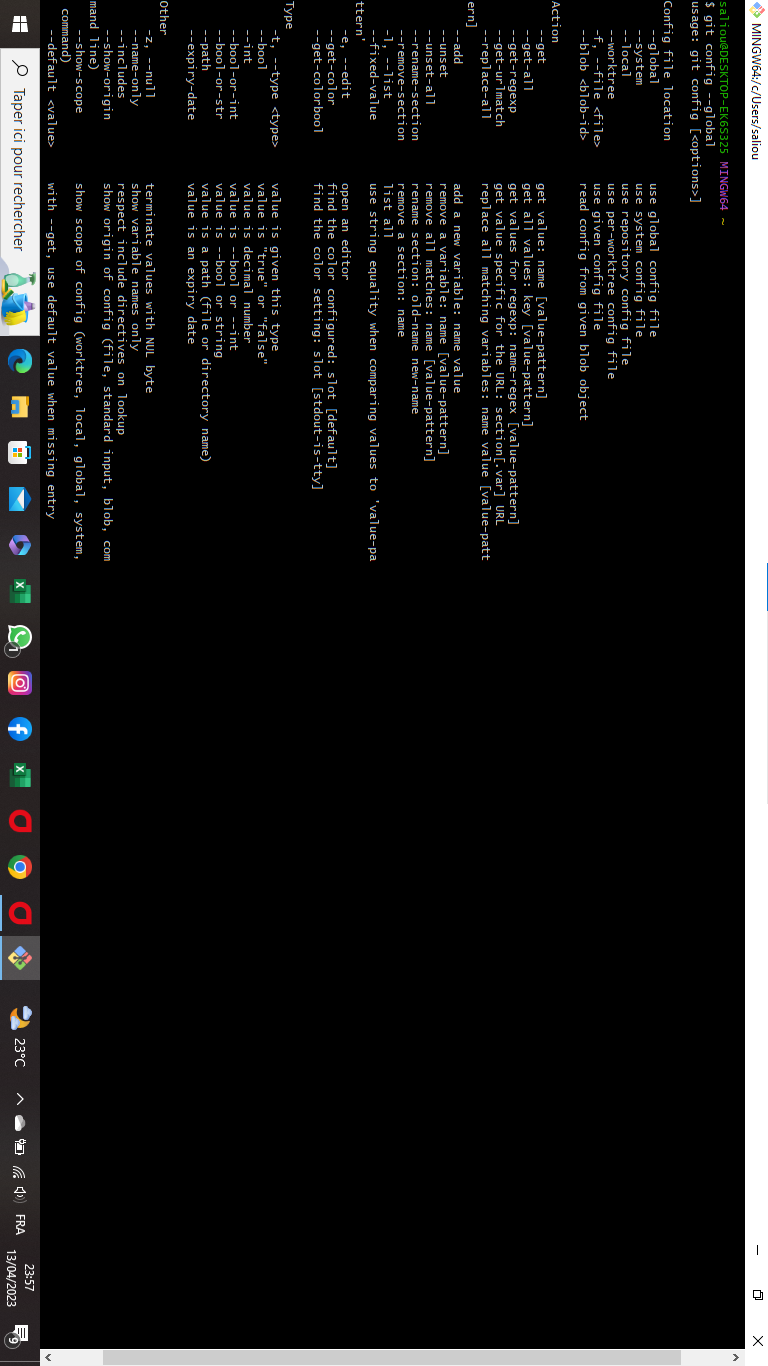 MINGW64:/c/Users/saliou
saliou@DESKTOP-EK6S325 MINGW64 ~
$ git config --global
usage: git config [<options>]
Config file location
--global use global config file
--system use system config file
--local use repository config file
--worktree use per-worktree config file
-f, --file <file> use given config file
--blob <blob-id> read config from given blob object
Action
--get get value: name [value-pattern]
--get-all get all values: key [value-pattern]
--get-regexp get values for regexp: name-regex [value-pattern]
--get-urlmatch get value specific for the URL: section[.var] URL
--replace-all replace all matching variables: name value [value-patt
ern]
--add add a new variable: name value
--unset remove a variable: name [value-pattern]
--unset-all remove all matches: name [value-pattern]
--rename-section rename section: old-name new-name
--remove-section remove a section: name
-l, --list list all
--fixed-value use string equality when comparing values to 'value-pa
ttern'
-e, --edit open an editor
--get-color find the color configured: slot [default]
--get-colorbool find the color setting: slot [stdout-is-tty]
Type
-t, --type <type> value is given this type
--bool value is "true" or "false"
--int value is decimal number
--bool-or-int value is --bool or --int
--bool-or-str value is --bool or string
--path value is a path (file or directory name)
--expiry-date value is an expiry date
Other
-z, --null terminate values with NUL byte
--name-only show variable names only
--includes respect include directives on lookup
--show-origin show origin of config (file, standard input, blob, com
mand line)
--show-scope show scope of config (worktree, local, global, system,
command)
--default <value> with --get, use default value when missing entry
Taper ici pour rechercher
1
23°C
FRA
23:57
13/04/2023
9